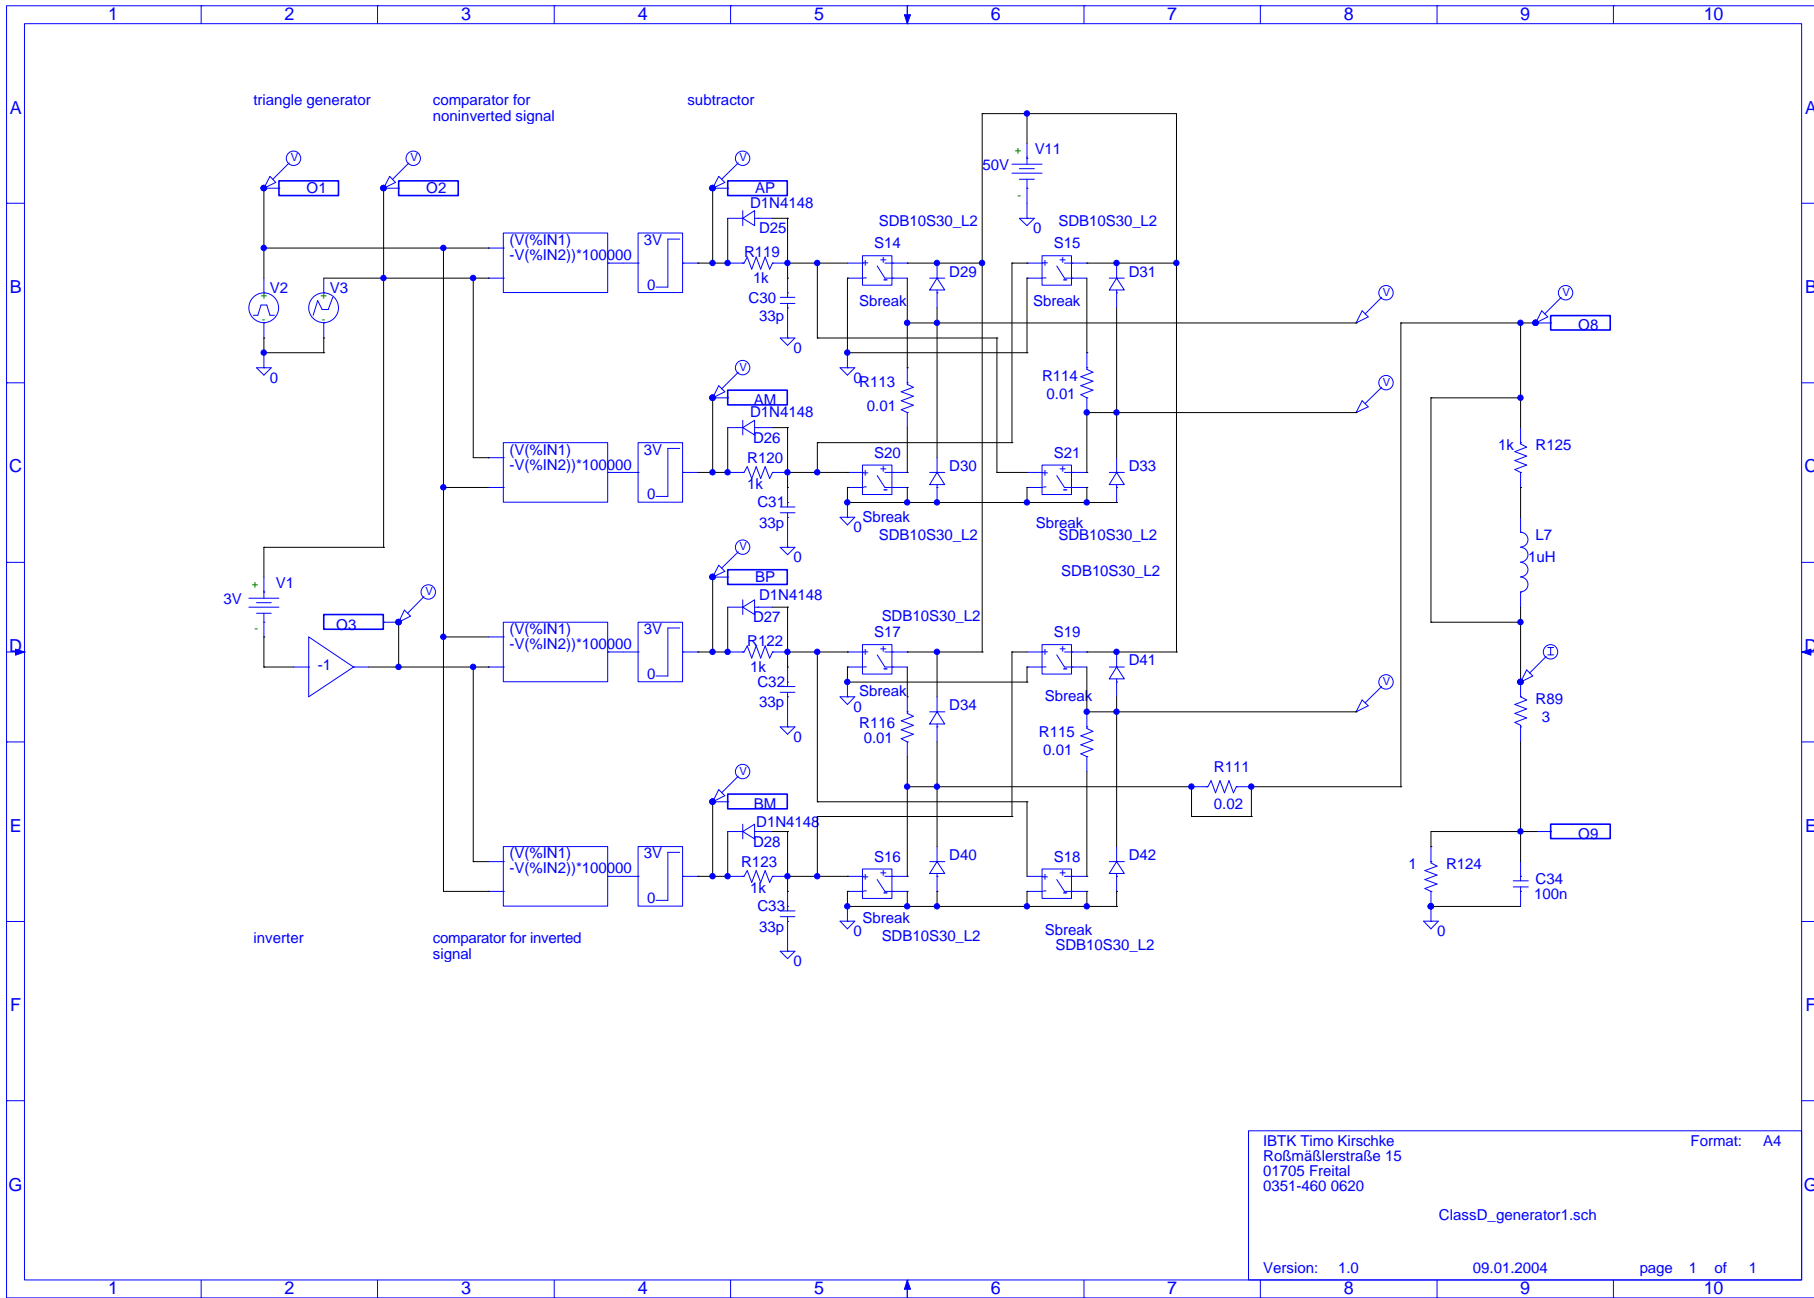 1 2 3 4 5 6 7 8 9 10
A A
triangle generator
comparator for
noninverted signal
subtractor
V V V
O1 O2 AP
V11
50V
+
-
0
D1N4148
D25
SDB10S30_L2
SDB10S30_L2
(V(%IN1)
-V(%IN2))*100000
3V
0
R119
1k
S14
S15
B B
V2 V3
C30
33p
0
Sbreak
D29
Sbreak
D31
V V
O8
0
V
AM
D1N4148
D26
0
R113
0.01
R114
0.01
V
C C
(V(%IN1)
-V(%IN2))*100000
3V
0
R120
1k
C31
33p
0
S20
D30
S21
D33
0
Sbreak
SDB10S30_L2
Sbreak
SDB10S30_L2
1k R125
L7
1uH
V
BP
D1N4148
D27
SDB10S30_L2
3V V1
+
-
O3
V
D D
-1
(V(%IN1)
-V(%IN2))*100000
3V
0
R122
1k
C32
33p
0
SDB10S30_L2
S17
S19
D41
0
Sbreak
Sbreak
V
I
R89
3
R116
0.01
D34
R115
0.01
R111
0.02
V
BM
D1N4148
D28
E E
O9
(V(%IN1)
-V(%IN2))*100000
3V
0
R123
1k
C33
33p
0
S16
D40
S18
D42
0
Sbreak
SDB10S30_L2
Sbreak
SDB10S30_L2
1 R124
C34
100n
0
inverter
comparator for inverted
signal
F F
G G
IBTK Timo Kirschke
Format: A4
Roßmäßlerstraße 15
01705 Freital
0351-460 0620
ClassD_generator1.sch
Version: 1.0 09.01.2004 page 1 of 1
1 2 3 4 5 6 7 8 9 10